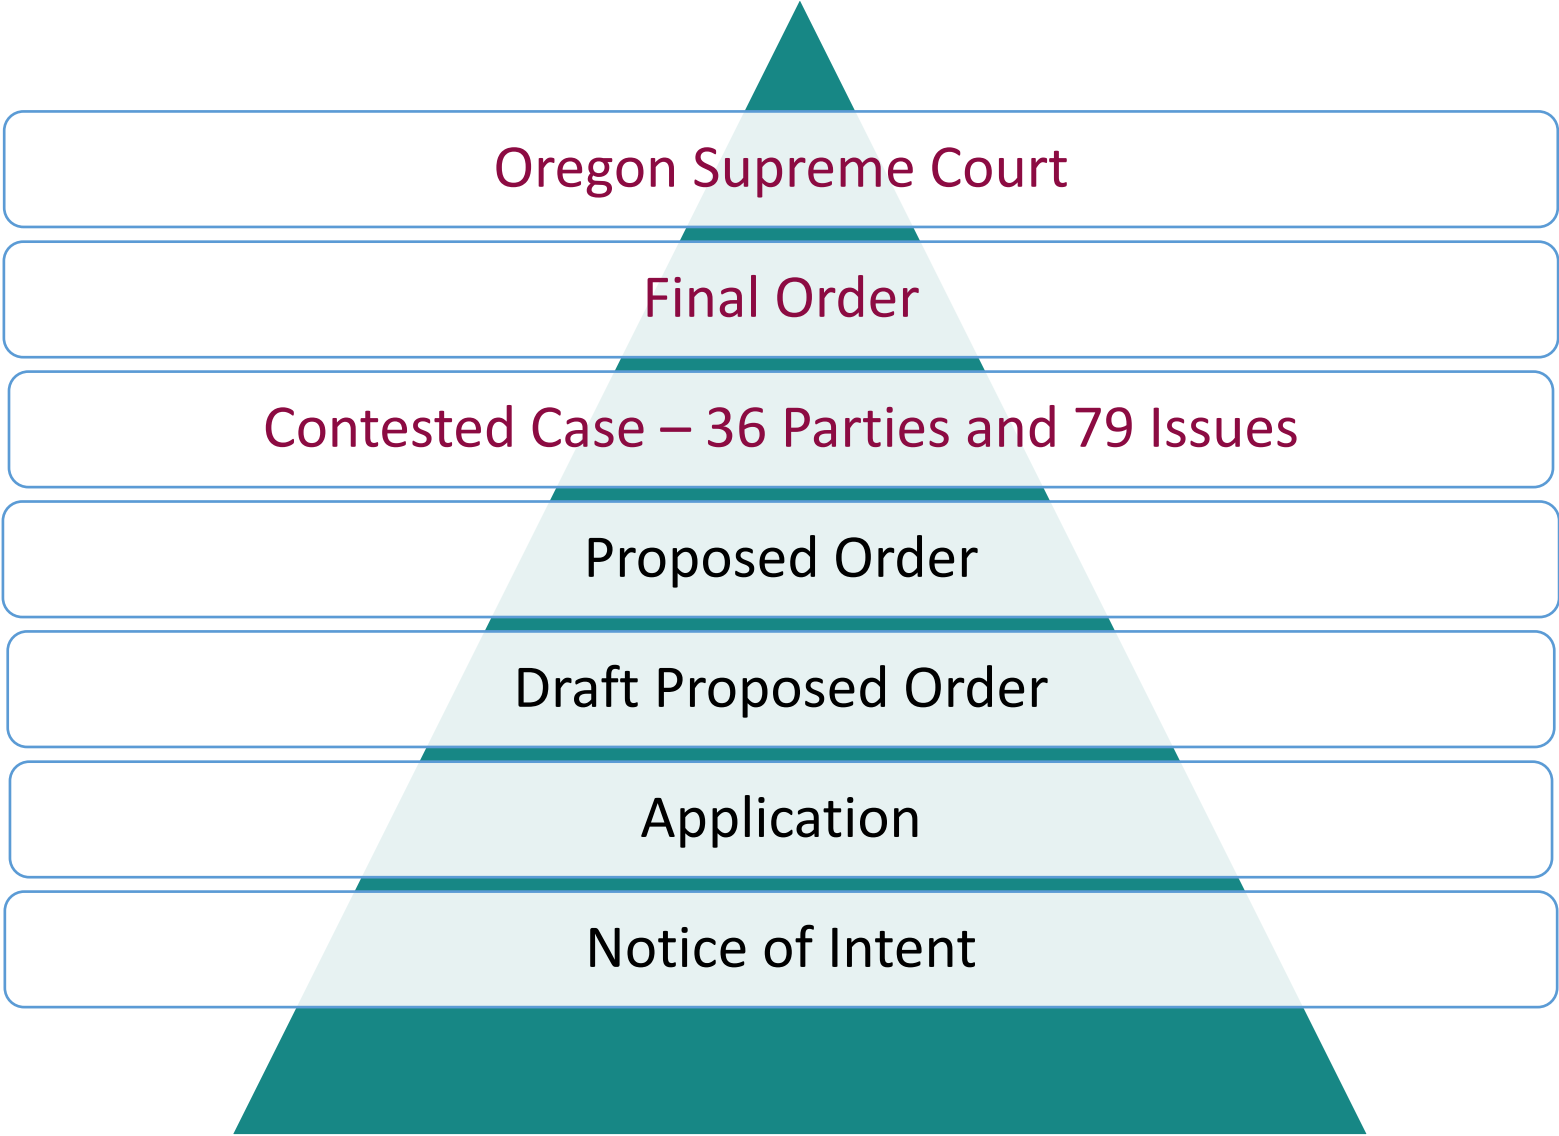 Oregon Supreme Court
Final Order
Contested Case – 36 Parties and 79 Issues
Proposed Order
Draft Proposed Order
Application
Notice of Intent